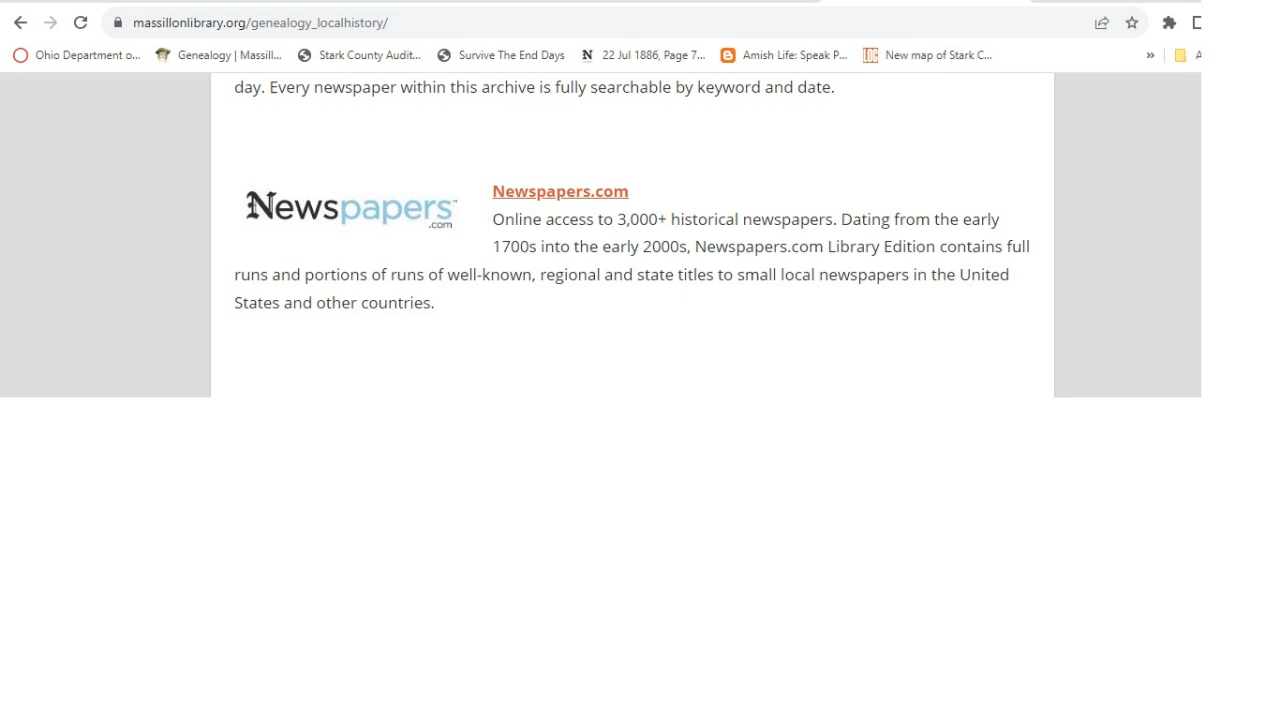 massillonlibrary.org/genealogy_localhistory/
Ohio Department o... Genealogy | Massill... Stark County Audit... Survive The End Days N 22 Jul 1886, Page 7... Amish Life: Speak P... New map of Stark C... » A
day. Every newspaper within this archive is fully searchable by keyword and date.
Newspapers™
.com
Newspapers.com
Online access to 3,000+ historical newspapers. Dating from the early
1700s into the early 2000s, Newspapers.com Library Edition contains full
runs and portions of runs of well-known, regional and state titles to small local newspapers in the United
States and other countries.